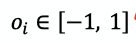 oᵢ ∈ [−1, 1]